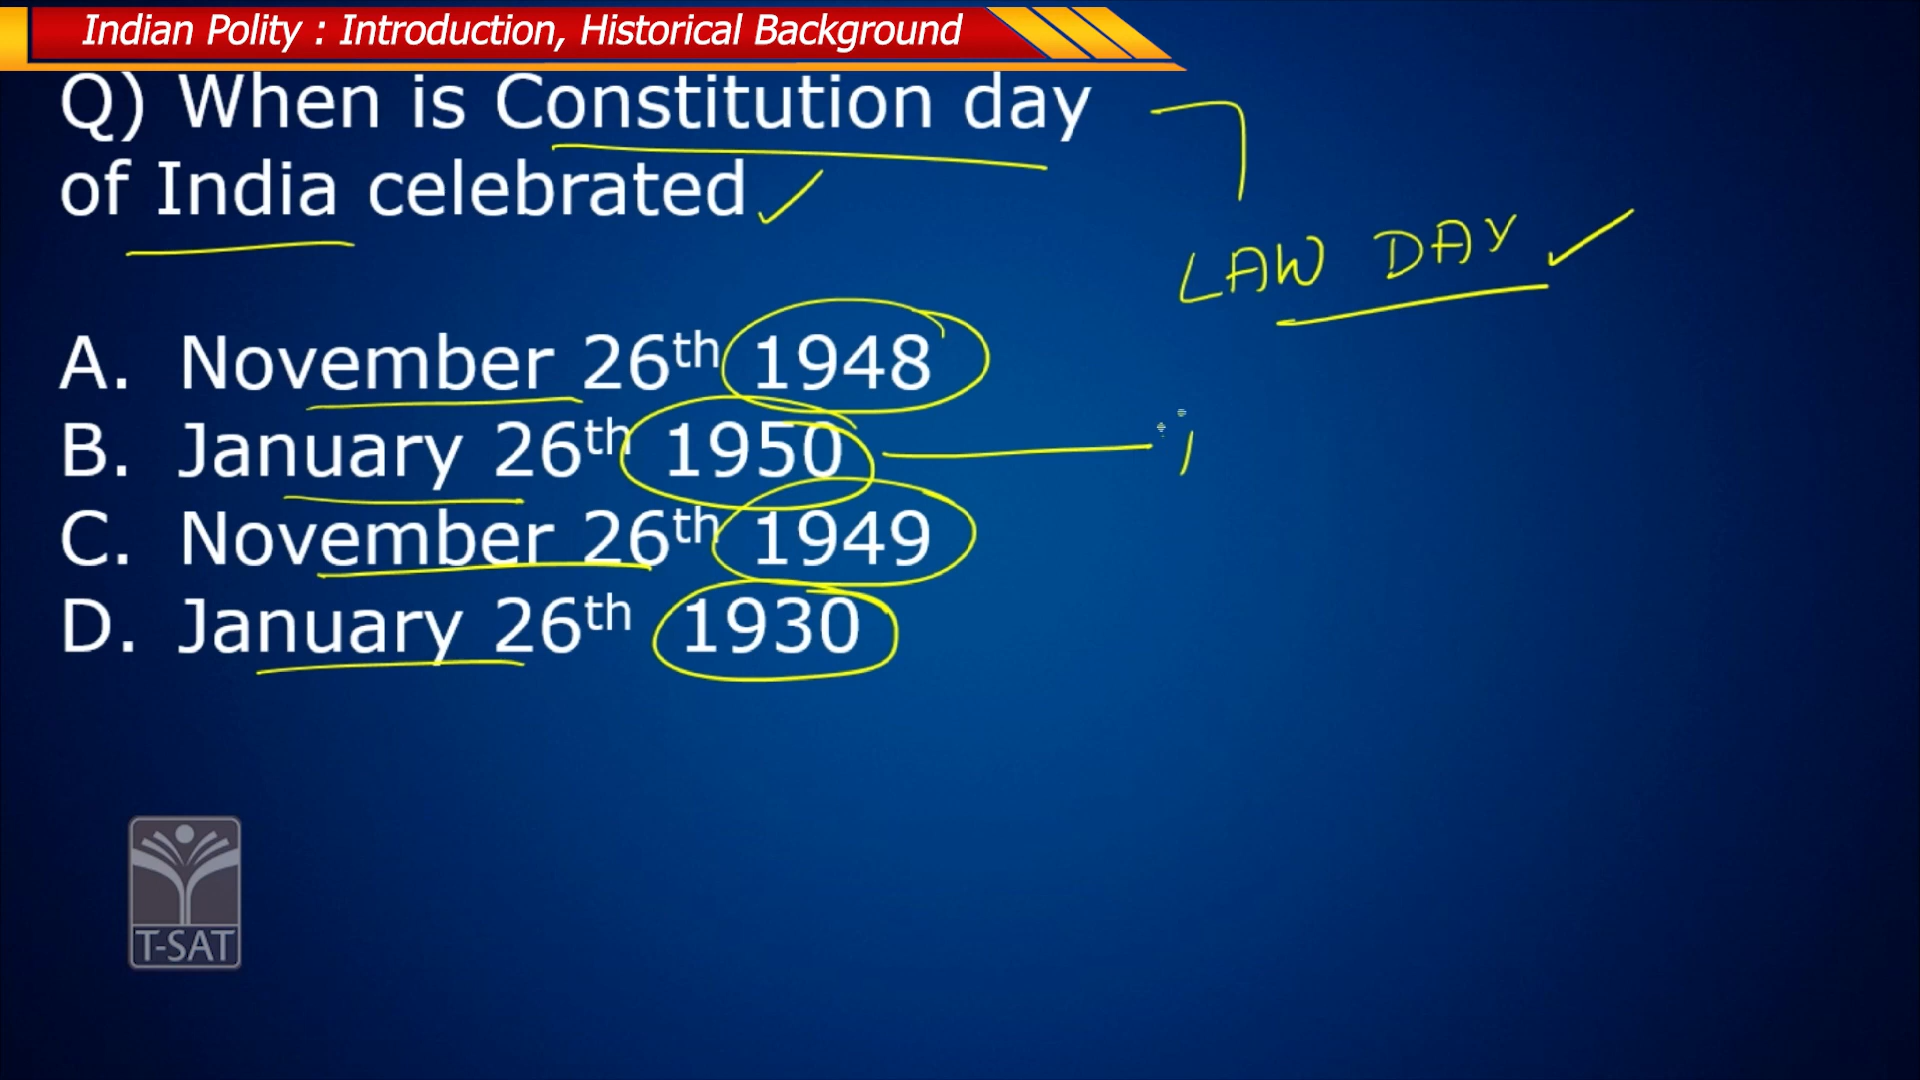 Indian Polity : Introduction, Historical Background
Q) When is Constitution day
of India celebrated
LAW DAY
A. November 26th 1948
B. January 26th 1950
C. November 26th 1949
D. January 26th 1930
T-SAT